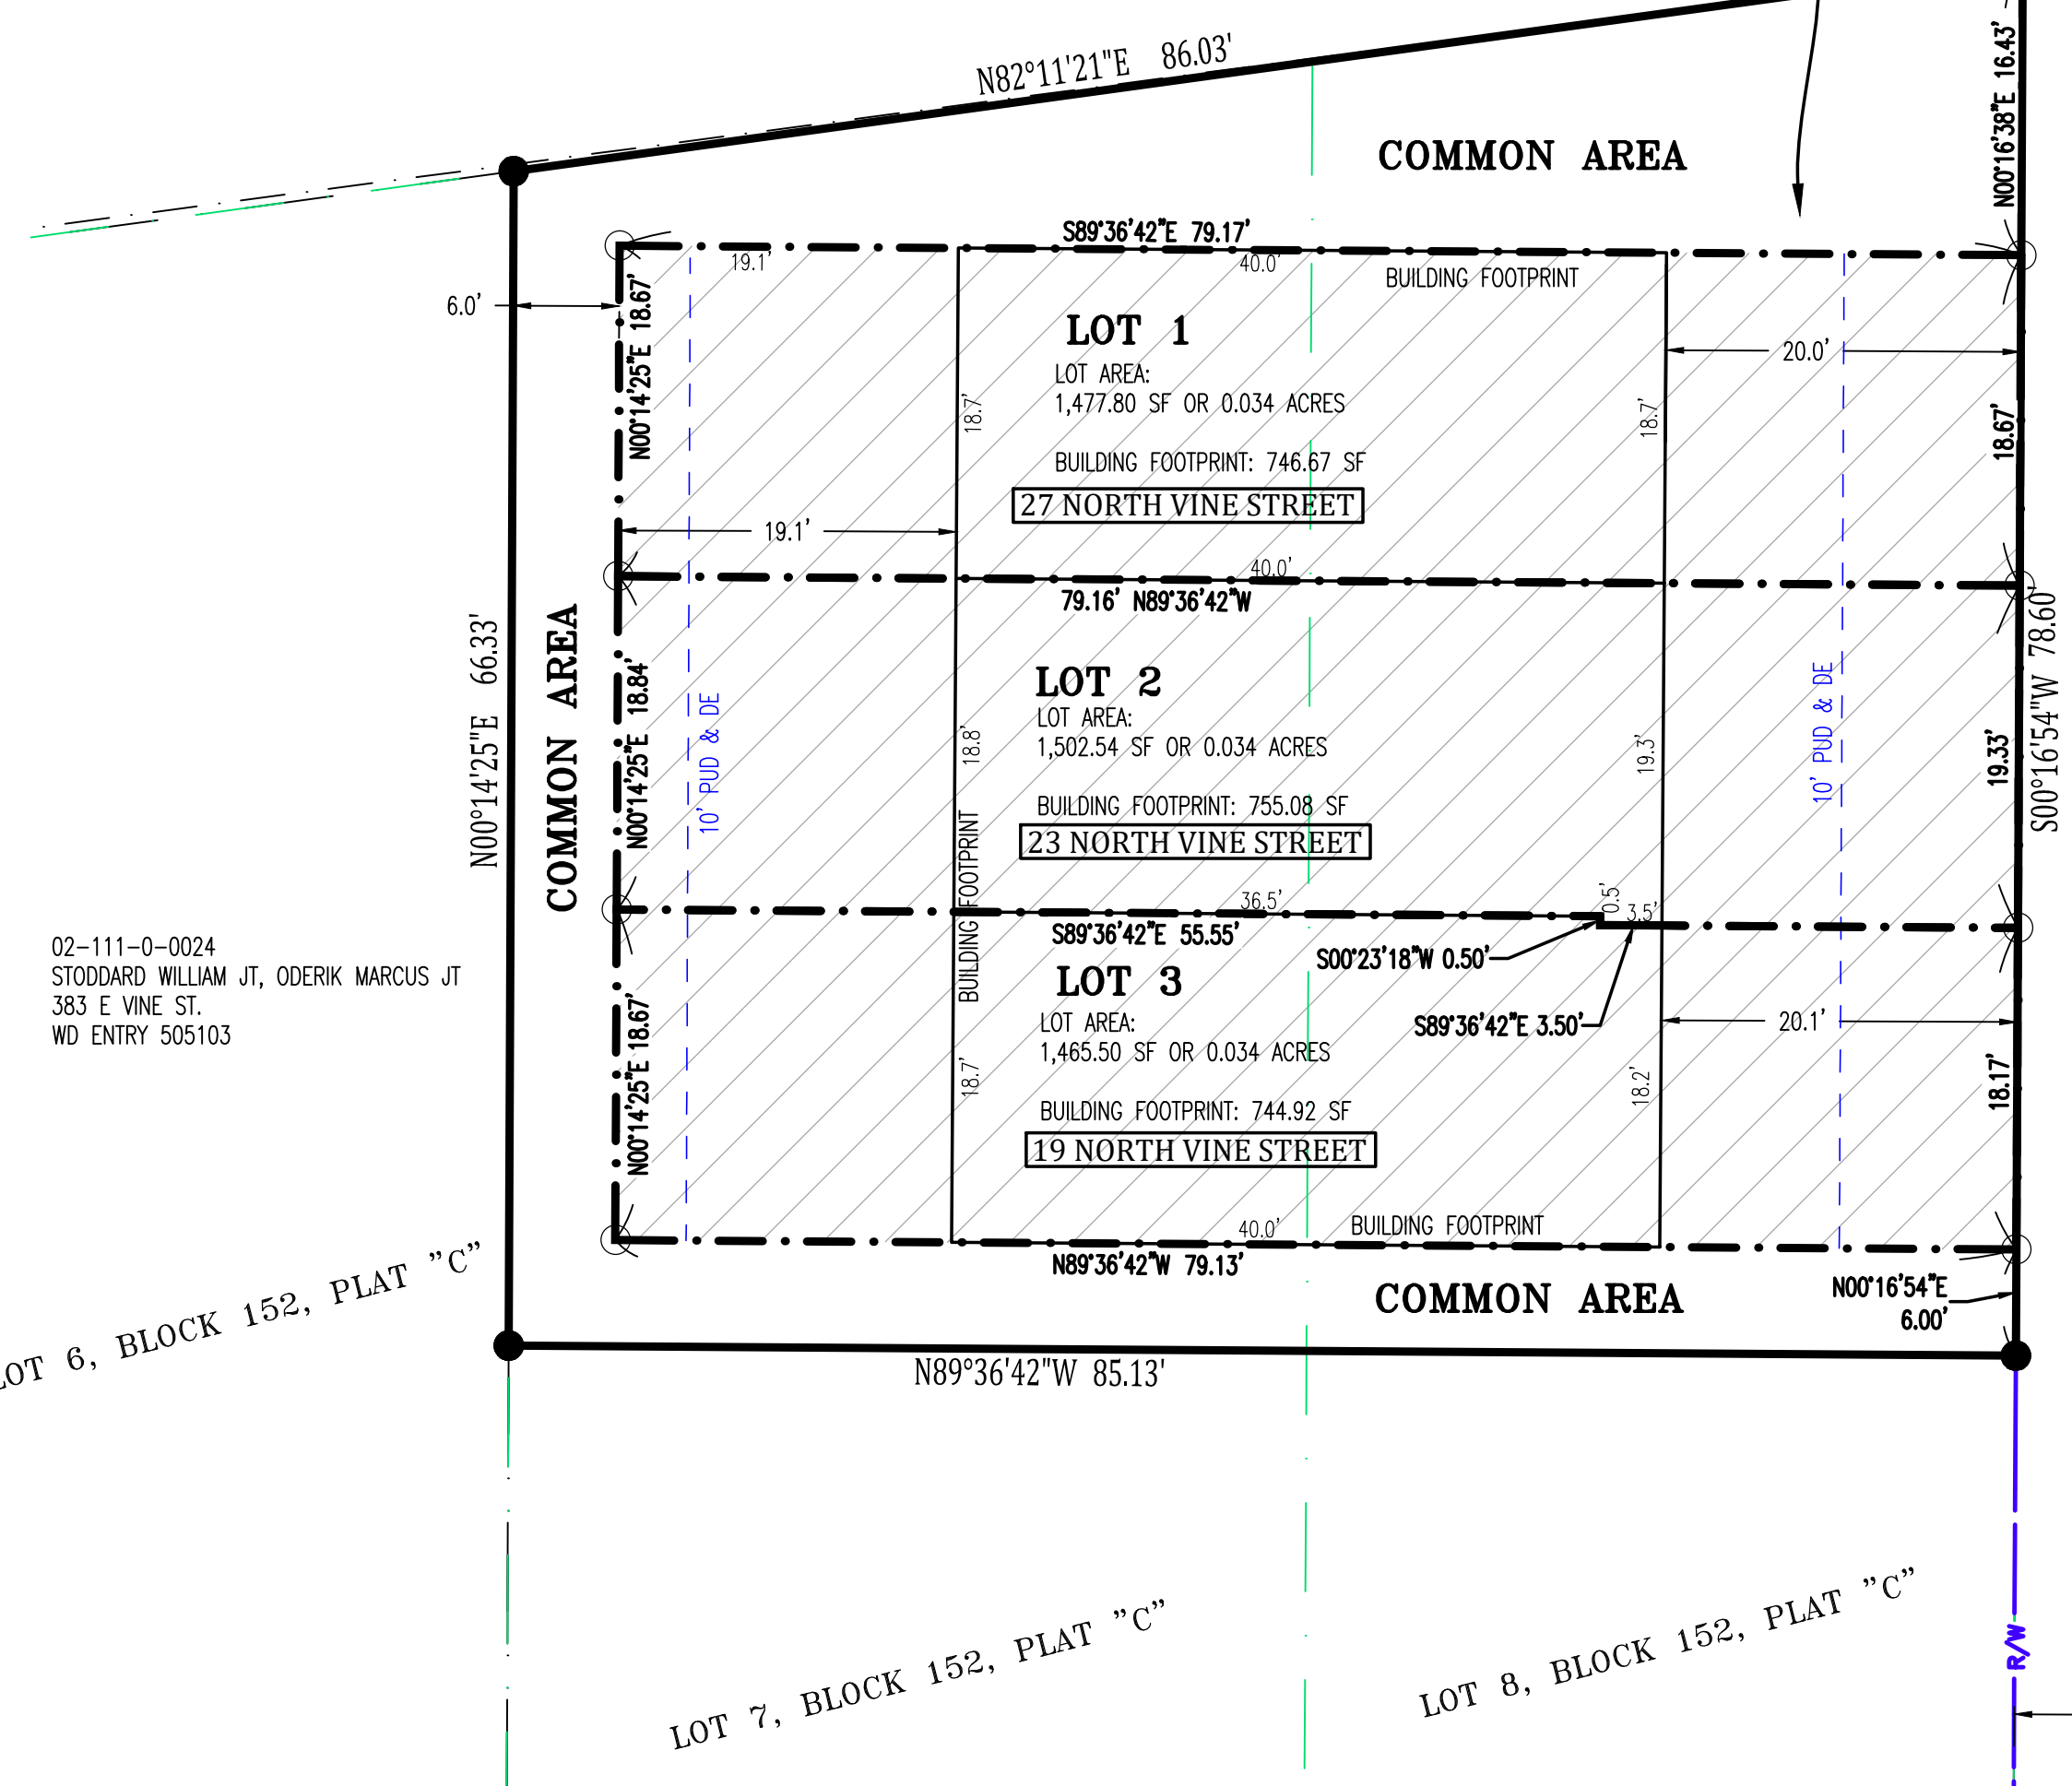 N82°11'21"E 86.03'
N00°16'38"E 16.43'
COMMON AREA
S89°36'42"E 79.17'
19.1'
40.0'
BUILDING FOOTPRINT
6.0'
N00°14'25"E 18.67'
LOT 1
LOT AREA:
1,477.80 SF OR 0.034 ACRES
BUILDING FOOTPRINT: 746.67 SF
27 NORTH VINE STREET
18.7'
18.7'
20.0'
18.67'
19.1'
40.0'
79.16' N89°36'42"W
N00°14'25"E 66.33'
COMMON AREA
N00°14'25"E 18.84'
10' PUD & DE
LOT 2
LOT AREA:
1,502.54 SF OR 0.034 ACRES
BUILDING FOOTPRINT: 755.08 SF
23 NORTH VINE STREET
18.8'
19.3'
10' PUD & DE
19.33'
S00°16'54"W 78.60'
BUILDING FOOTPRINT
36.5'
0.5'
3.5'
S89°36'42"E 55.55'
S00°23'18"W 0.50'
S89°36'42"E 3.50'
02-111-0-0024
STODDARD WILLIAM JT, ODERIK MARCUS JT
383 E VINE ST.
WD ENTRY 505103
N00°14'25"E 18.67'
LOT 3
LOT AREA:
1,465.50 SF OR 0.034 ACRES
BUILDING FOOTPRINT: 744.92 SF
19 NORTH VINE STREET
18.7'
18.2'
20.1'
18.17'
40.0'
BUILDING FOOTPRINT
N89°36'42"W 79.13'
COMMON AREA
N00°16'54"E
6.00'
N89°36'42"W 85.13'
LOT 6, BLOCK 152, PLAT "C"
LOT 7, BLOCK 152, PLAT "C"
LOT 8, BLOCK 152, PLAT "C"
R/W